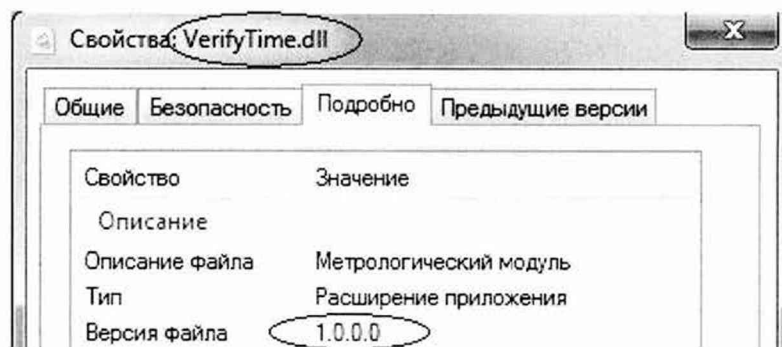 Свойства: VerifyTime.dll
Общие Безопасность Подробно Предыдущие версии
Свойство Значение
Описание
Описание файла Метрологический модуль
Тип Расширение приложения
Версия файла 1.0.0.0